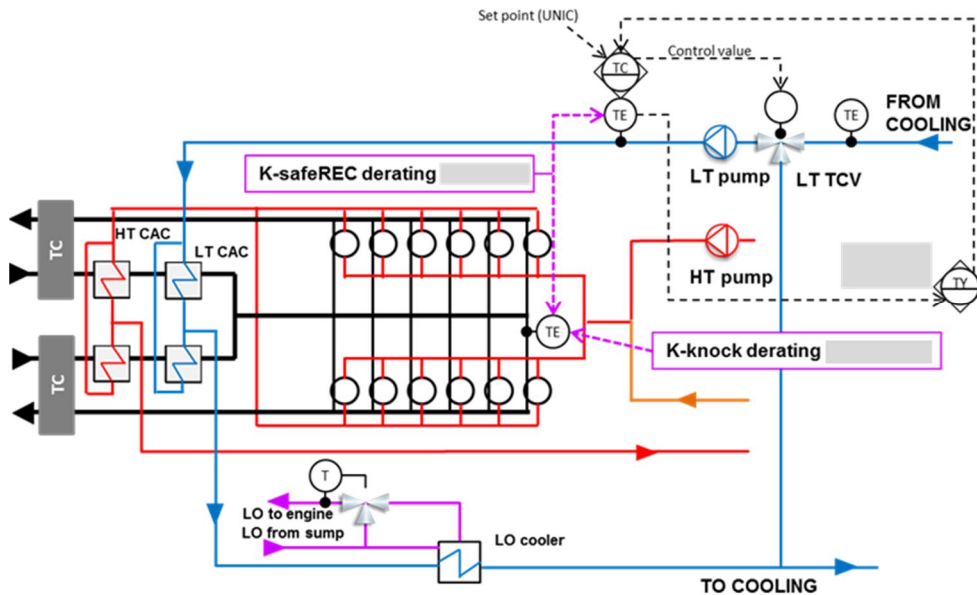 Set point (UNIC)
TC
Control value
TE
TE
FROM
COOLING
K-safeREC derating
LT pump
LT TCV
TC
HT CAC
LT CAC
HT pump
TY
TE
K-knock derating
TC
T
LO to engine
LO from sump
LO cooler
TO COOLING